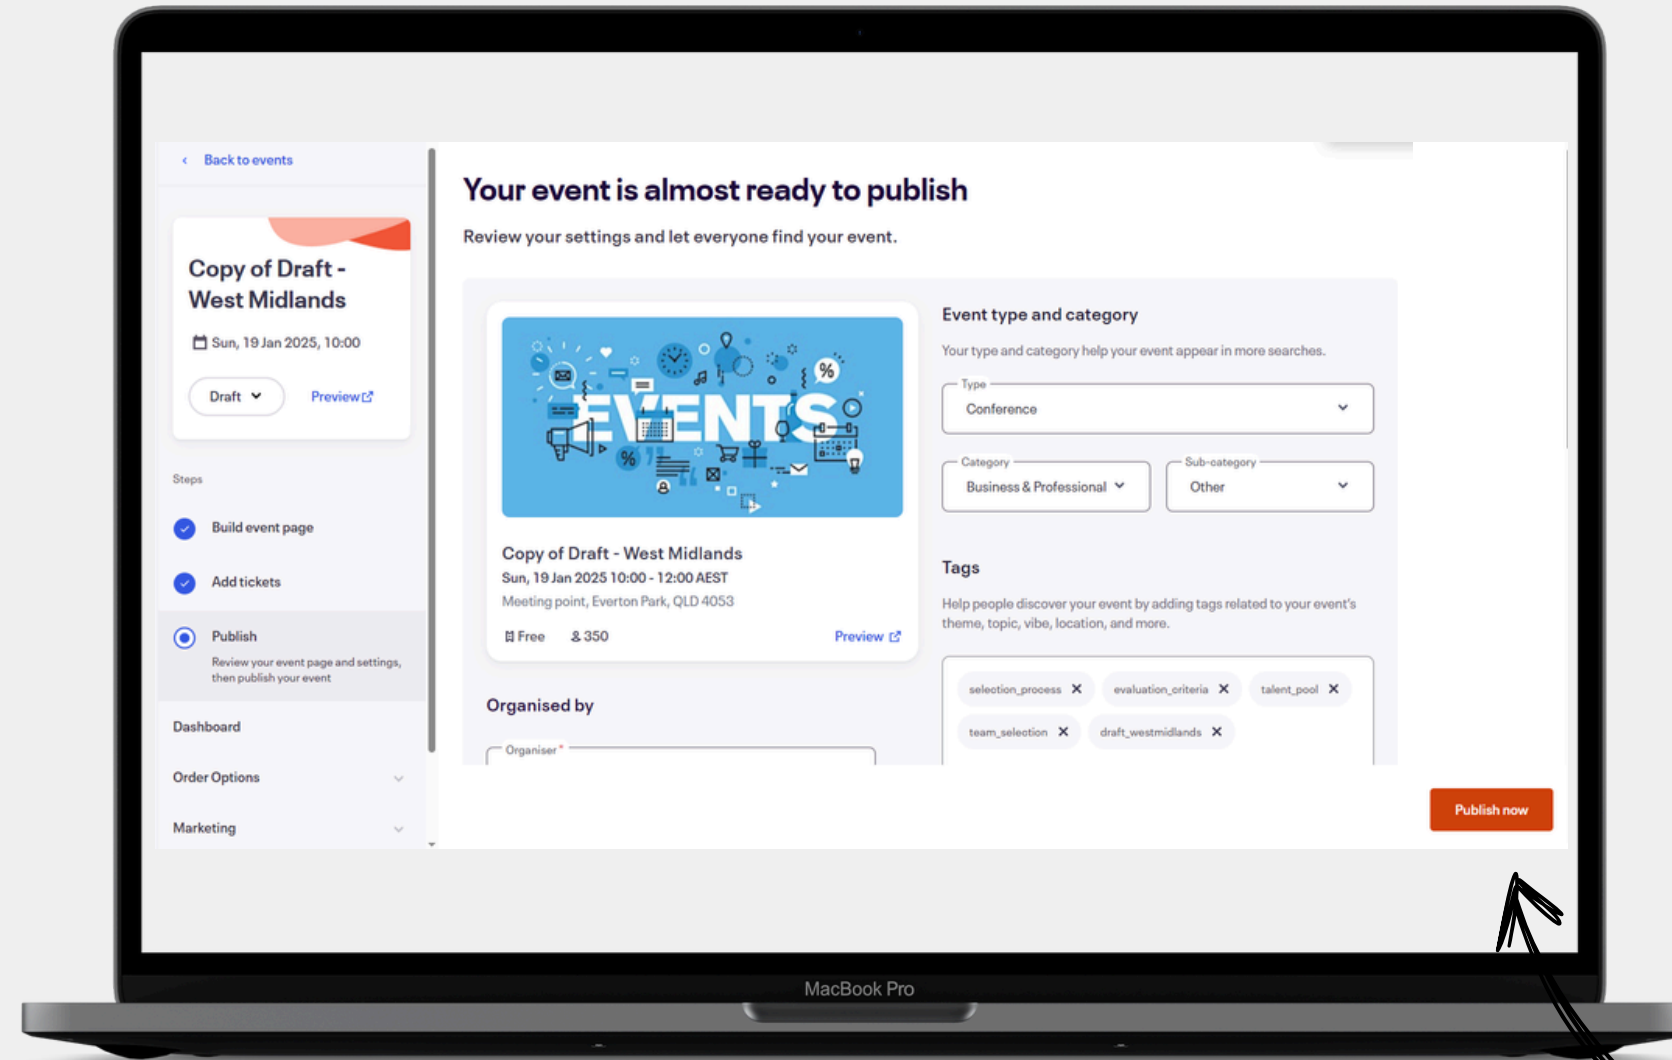 Back to events
Copy of Draft -
West Midlands
Sun, 19 Jan 2025, 10:00
Draft
Preview
Steps
Build event page
Add tickets
Publish
Review your event page and settings,
then publish your event
Dashboard
Order Options
Marketing
Your event is almost ready to publish
Review your settings and let everyone find your event.
EVENTS
%
%
Copy of Draft - West Midlands
Sun, 19 Jan 2025 10:00 - 12:00 AEST
Meeting point, Everton Park, QLD 4053
Free 350
Preview
Organised by
Organiser *
Event type and category
Your type and category help your event appear in more searches.
Type
Conference
Category
Business & Professional
Sub-category
Other
Tags
Help people discover your event by adding tags related to your event's
theme, topic, vibe, location, and more.
selection_process evaluation_criteria talent_pool
team_selection draft_westmidlands
Publish now
MacBook Pro